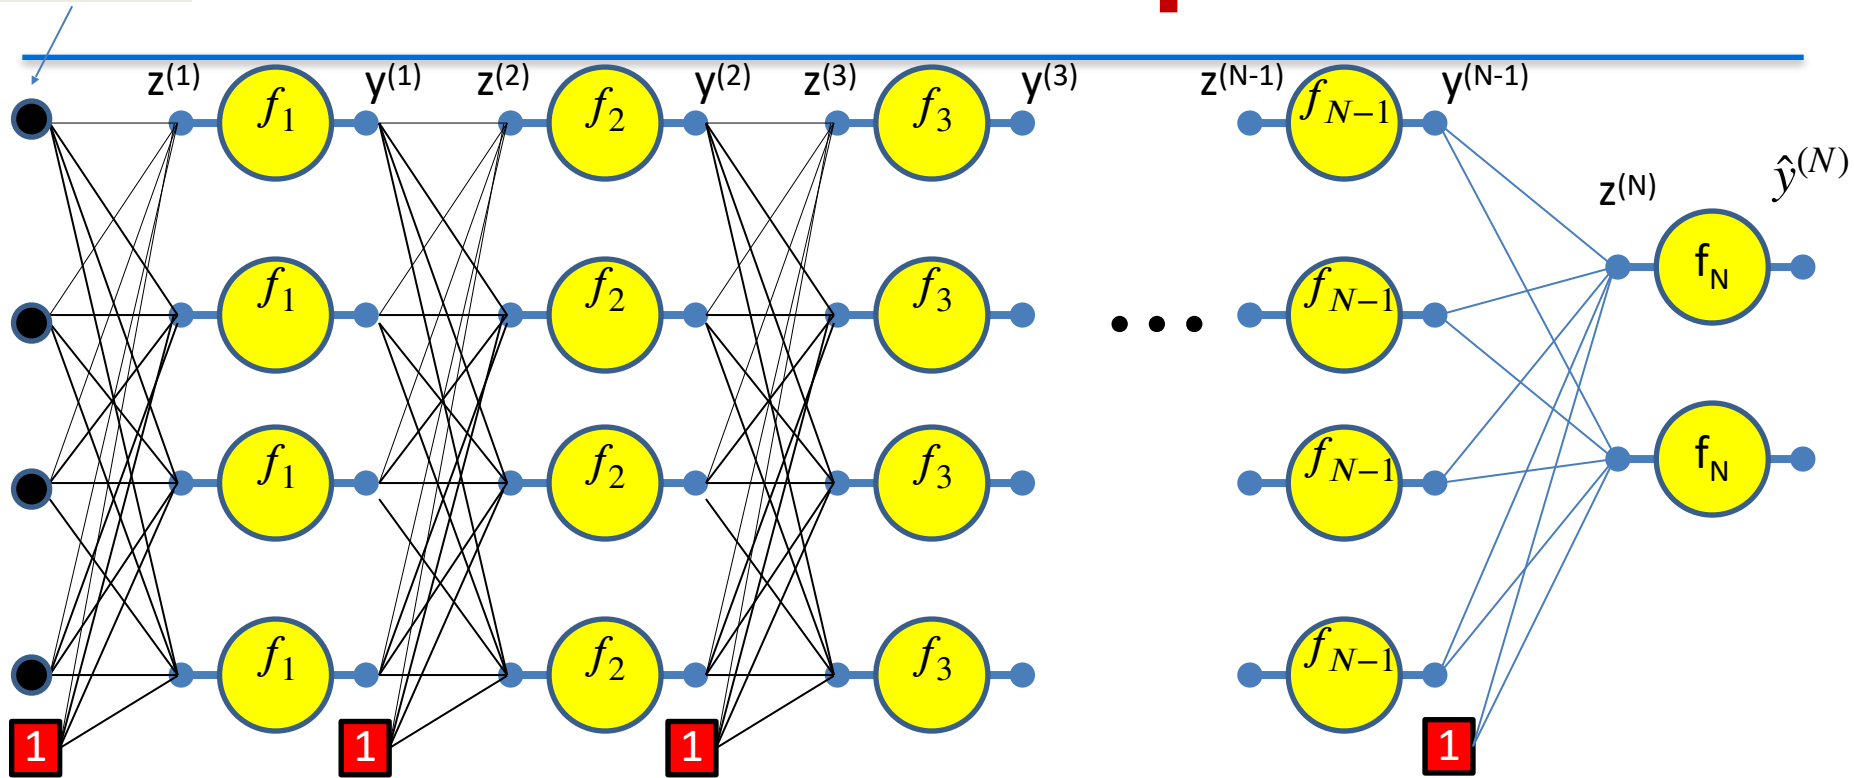 z(1) y(1) z(2) y(2) z(3) y(3) z(N-1) y(N-1)
f1 f2 f3 fN−1
ŷ(N)
z(N)
fN
f1 f2 f3 fN−1
fN
f1 f2 f3 fN−1
f1 f2 f3 fN−1
1 1 1 1